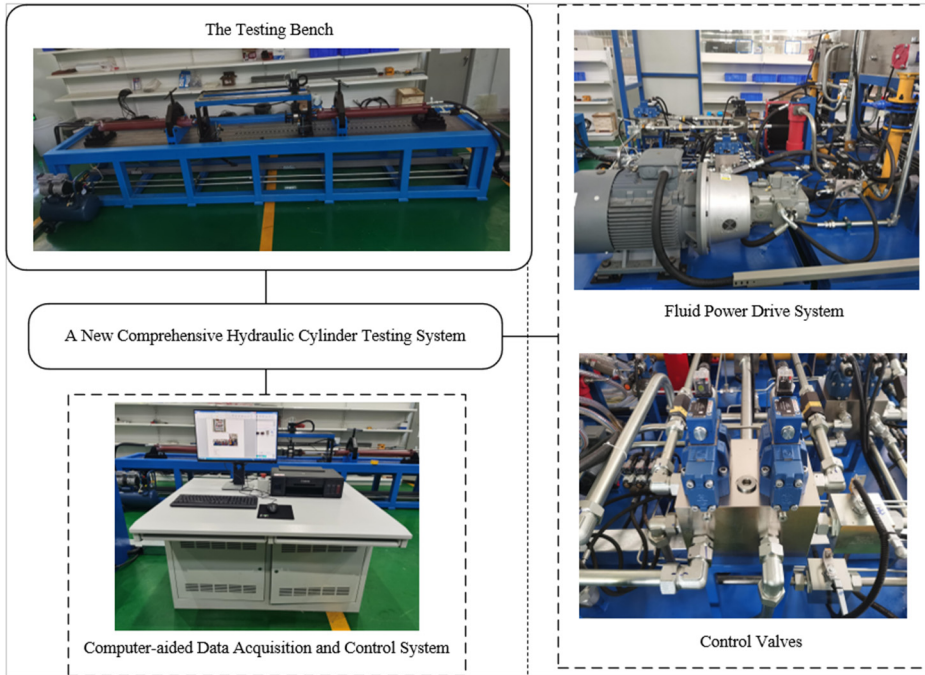 The Testing Bench
Fluid Power Drive System
A New Comprehensive Hydraulic Cylinder Testing System
Computer-aided Data Acquisition and Control System
Control Valves